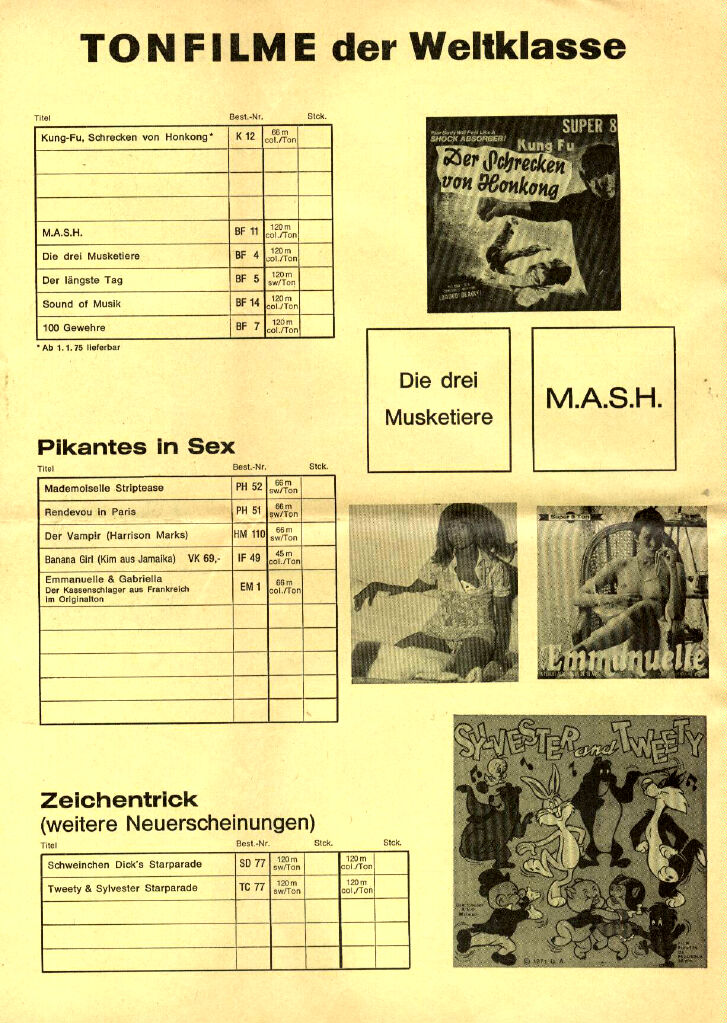 TONFILME der Weltklasse
Titel Best.-Nr. Stck.
Kung-Fu, Schrecken von Honkong* K 12 66 m col./Ton
M.A.S.H. BF 11 120 m col./Ton
Die drei Musketiere BF 4 120 m col./Ton
Der längste Tag BF 5 120 m sw/Ton
Sound of Musik BF 14 120 m col./Ton
100 Gewehre BF 7 120 m col./Ton
* Ab 1. 1. 75 lieferbar
SUPER 8
SHOCK ABSORBER!
Kung Fu
Der Schrecken
von Honkong
Die drei
Musketiere
M.A.S.H.
Pikantes in Sex
Titel Best.-Nr. Stck.
Mademoiselle Striptease PH 52 66 m sw/Ton
Rendevou in Paris PH 51 66 m sw/Ton
Der Vampir (Harrison Marks) HM 110 66 m sw/Ton
Banana Girl (Kim aus Jamaika) VK 69,- IF 49 45 m col./Ton
Emmanuelle & Gabriella EM 1 66 m col./Ton
Der Kassenschlager aus Frankreich
im Originalton
Super 8 Ton
Emmanuelle
SYLVESTER and TWEETY
© 1971 U. A.
Zeichentrick
(weitere Neuerscheinungen)
Titel Best.-Nr. Stck. Stck.
Schweinchen Dick's Starparade SD 77 120 m sw/Ton 120 m col./Ton
Tweety & Sylvester Starparade TC 77 120 m sw/Ton 120 m col./Ton